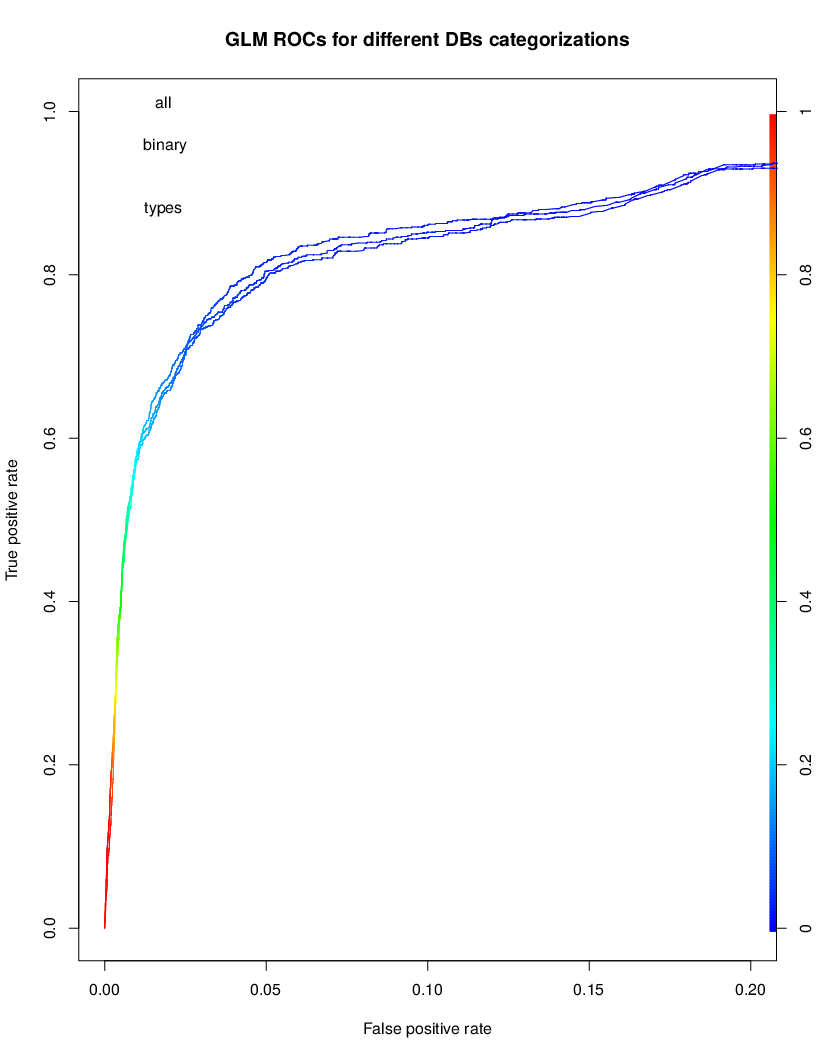 GLM ROCs for different DBs categorizations
all
binary
types
1.0
0.8
0.6
0.4
0.2
0.0
True positive rate
1
0.8
0.6
0.4
0.2
0
0.00 0.05 0.10 0.15 0.20
False positive rate